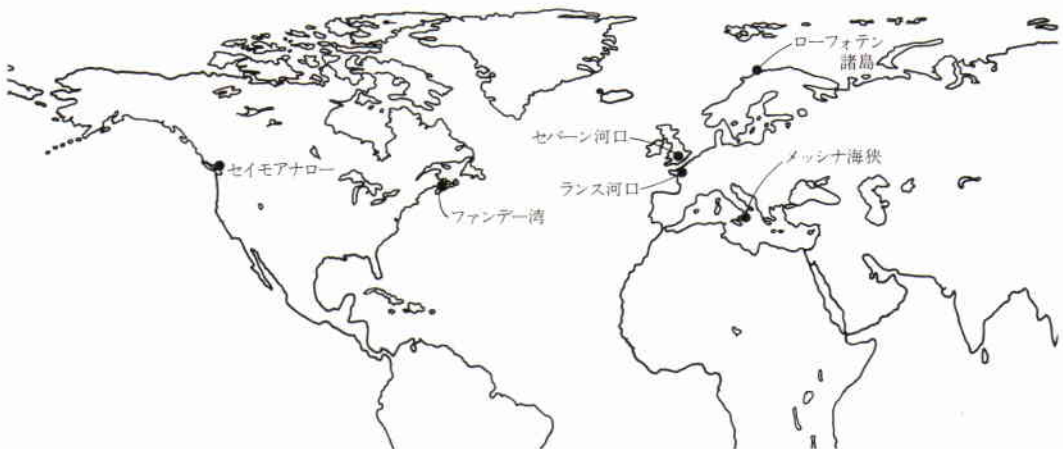 ローフォテン
諸島
セバーン河口
メッシナ海狭
セイモアナロー
ランス河口
ファンデー湾